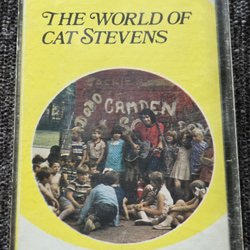 THE WORLD OF
CAT STEVENS
CAMDEN